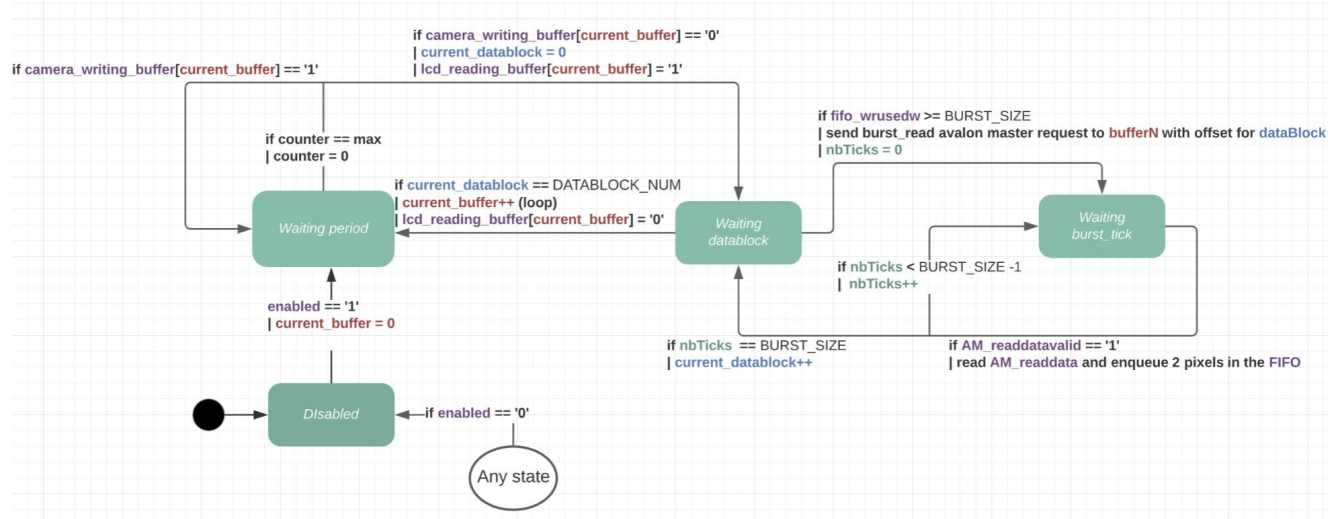 if camera_writing_buffer[current_buffer] == '0'
| current_datablock = 0
| lcd_reading_buffer[current_buffer] = '1'
if camera_writing_buffer[current_buffer] == '1'
if counter == max
| counter = 0
if fifo_wrusedw >= BURST_SIZE
| send burst_read avalon master request to bufferN with offset for dataBlock
| nbTicks = 0
if current_datablock == DATABLOCK_NUM
| current_buffer++ (loop)
| lcd_reading_buffer[current_buffer] = '0'
Waiting period
Waiting
datablock
Waiting
burst_tick
if nbTicks < BURST_SIZE -1
| nbTicks++
enabled == '1'
| current_buffer = 0
if nbTicks == BURST_SIZE
| current_datablock++
if AM_readdatavalid == '1'
| read AM_readdata and enqueue 2 pixels in the FIFO
DIsabled
if enabled == '0'
Any state